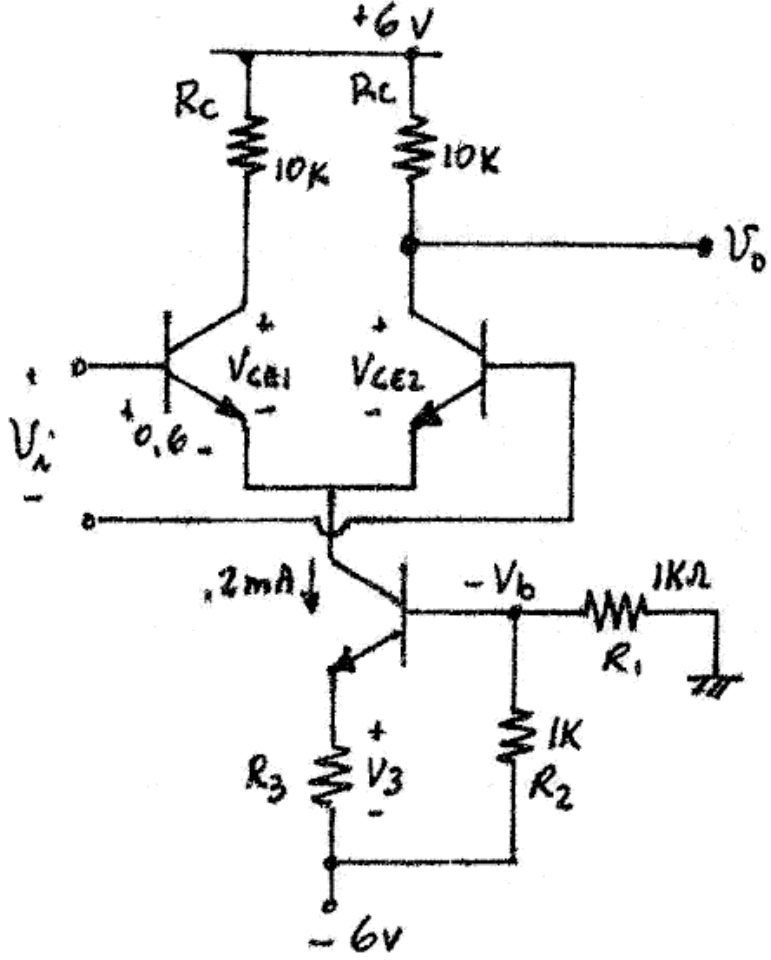 +6V
Rc
Rc
10K
10K
Vo
+
+
+
VCE1
VCE2
-
-
+0.6-
Vi
-
.2mA
-Vb
1KΩ
R1
+
R3
V3
-
1K
R2
-6v